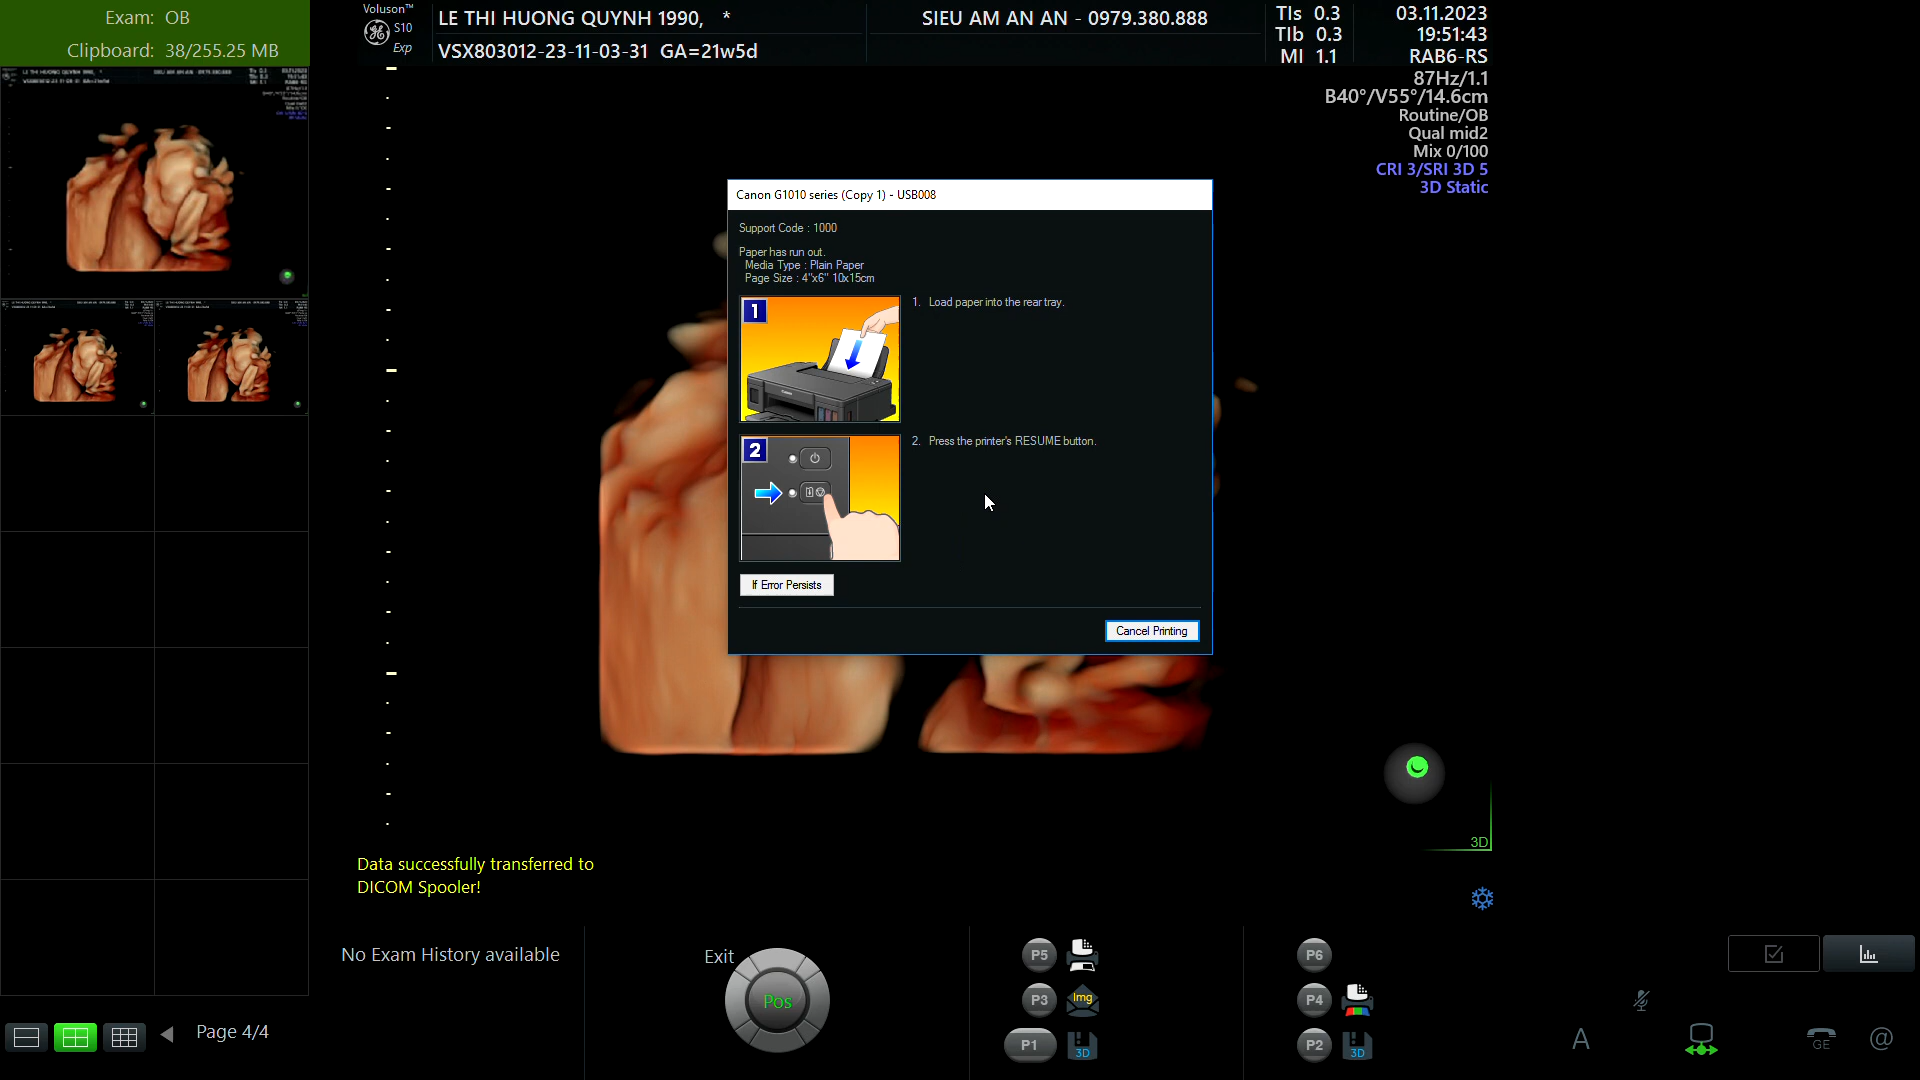 Exam: OB
Clipboard: 38/255.25 MB
Voluson™
S10
Exp
LE THI HUONG QUYNH 1990, *
VSX803012-23-11-03-31 GA=21w5d
SIEU AM AN AN - 0979.380.888
TIs 0.3
TIb 0.3
MI 1.1
03.11.2023
19:51:43
RAB6-RS
87Hz/1.1
B40°/V55°/14.6cm
Routine/OB
Qual mid2
Mix 0/100
CRI 3/SRI 3D 5
3D Static
Canon G1010 series (Copy 1) - USB008
Support Code : 1000
Paper has run out.
Media Type : Plain Paper
Page Size : 4"x6" 10x15cm
1
1. Load paper into the rear tray.
2
2. Press the printer's RESUME button.
If Error Persists
Cancel Printing
3D
Data successfully transferred to
DICOM Spooler!
No Exam History available
Exit
Pos
P5
P3
Img
P1
3D
P6
P4
P2
3D
A
GE
@
Page 4/4